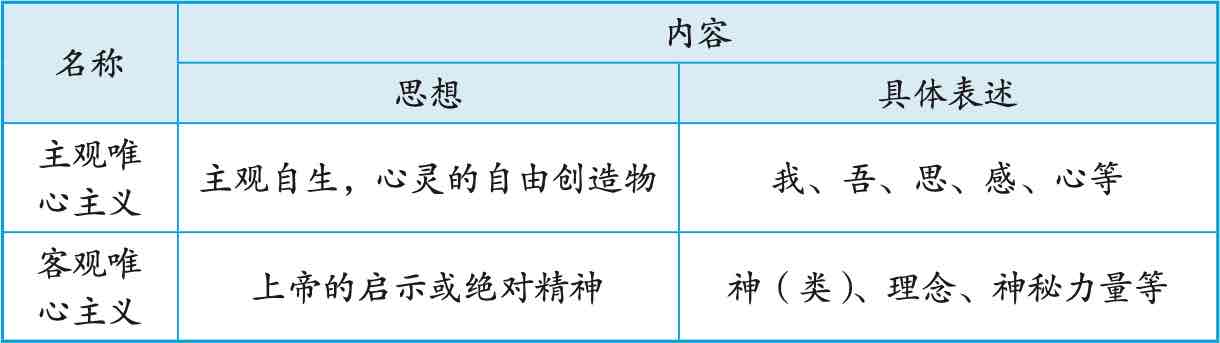 名称
内容
思想
具体表述
主观唯
心主义
主观自生，心灵的自由创造物
我、吾、思、感、心等
客观唯
心主义
上帝的启示或绝对精神
神（类）、理念、神秘力量等